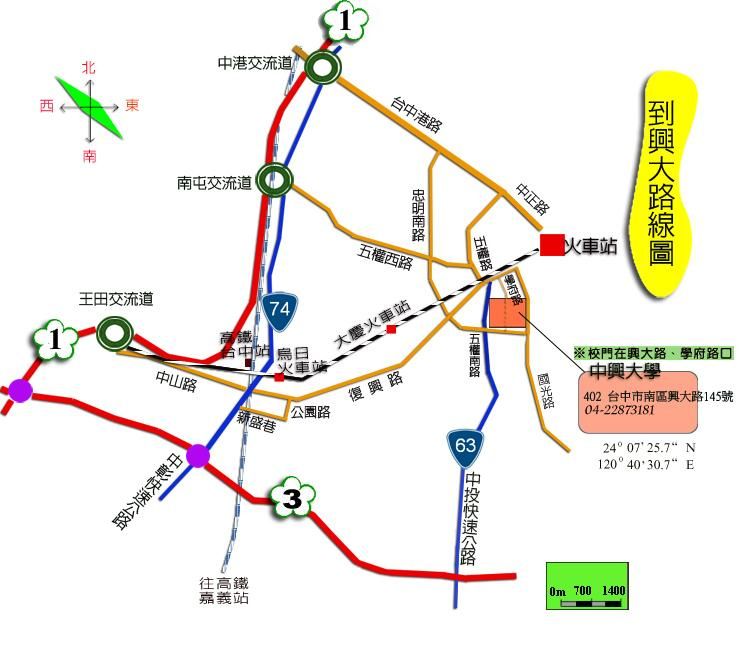 1
中港交流道
北
西
東
南
台中港路
到興大路線圖
南屯交流道
忠明南路
中正路
五權路
火車站
五權西路
學府路
王田交流道
74
大慶火車站
1
高鐵
台中站
烏日
火車站
五權南路
※校門在興大路、學府路口
中興大學
402 台中市南區興大路145號
04-22873181
中山路
復興路
國光路
新盛巷
公園路
24° 07'25.7" N
120° 40'30.7" E
63
中彰快速公路
3
中投快速公路
往高鐵
嘉義站
0m 700 1400